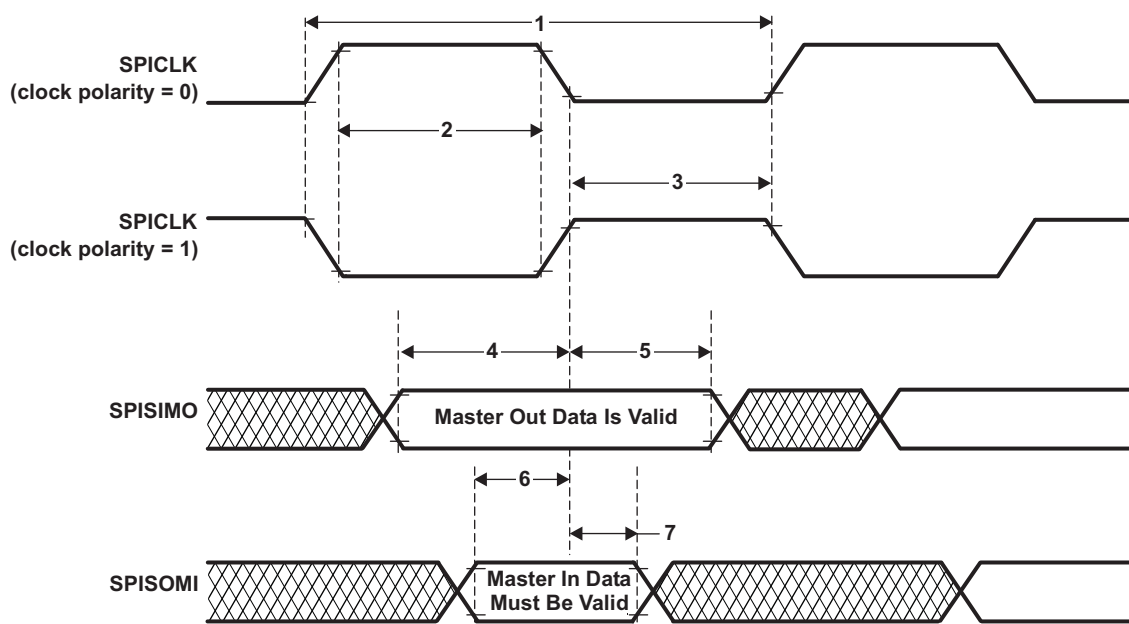 1
SPICLK
(clock polarity = 0)
2
3
SPICLK
(clock polarity = 1)
4
5
SPISIMO
Master Out Data Is Valid
6
7
SPISOMI
Master In Data
Must Be Valid